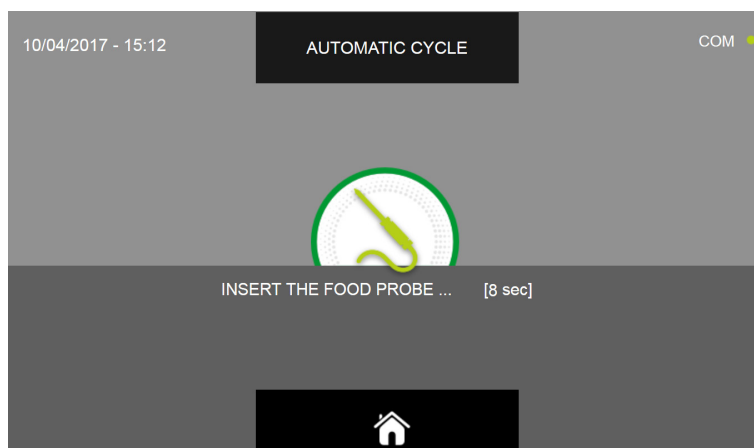 10/04/2017 - 15:12
AUTOMATIC CYCLE
COM
INSERT THE FOOD PROBE ... [8 sec]